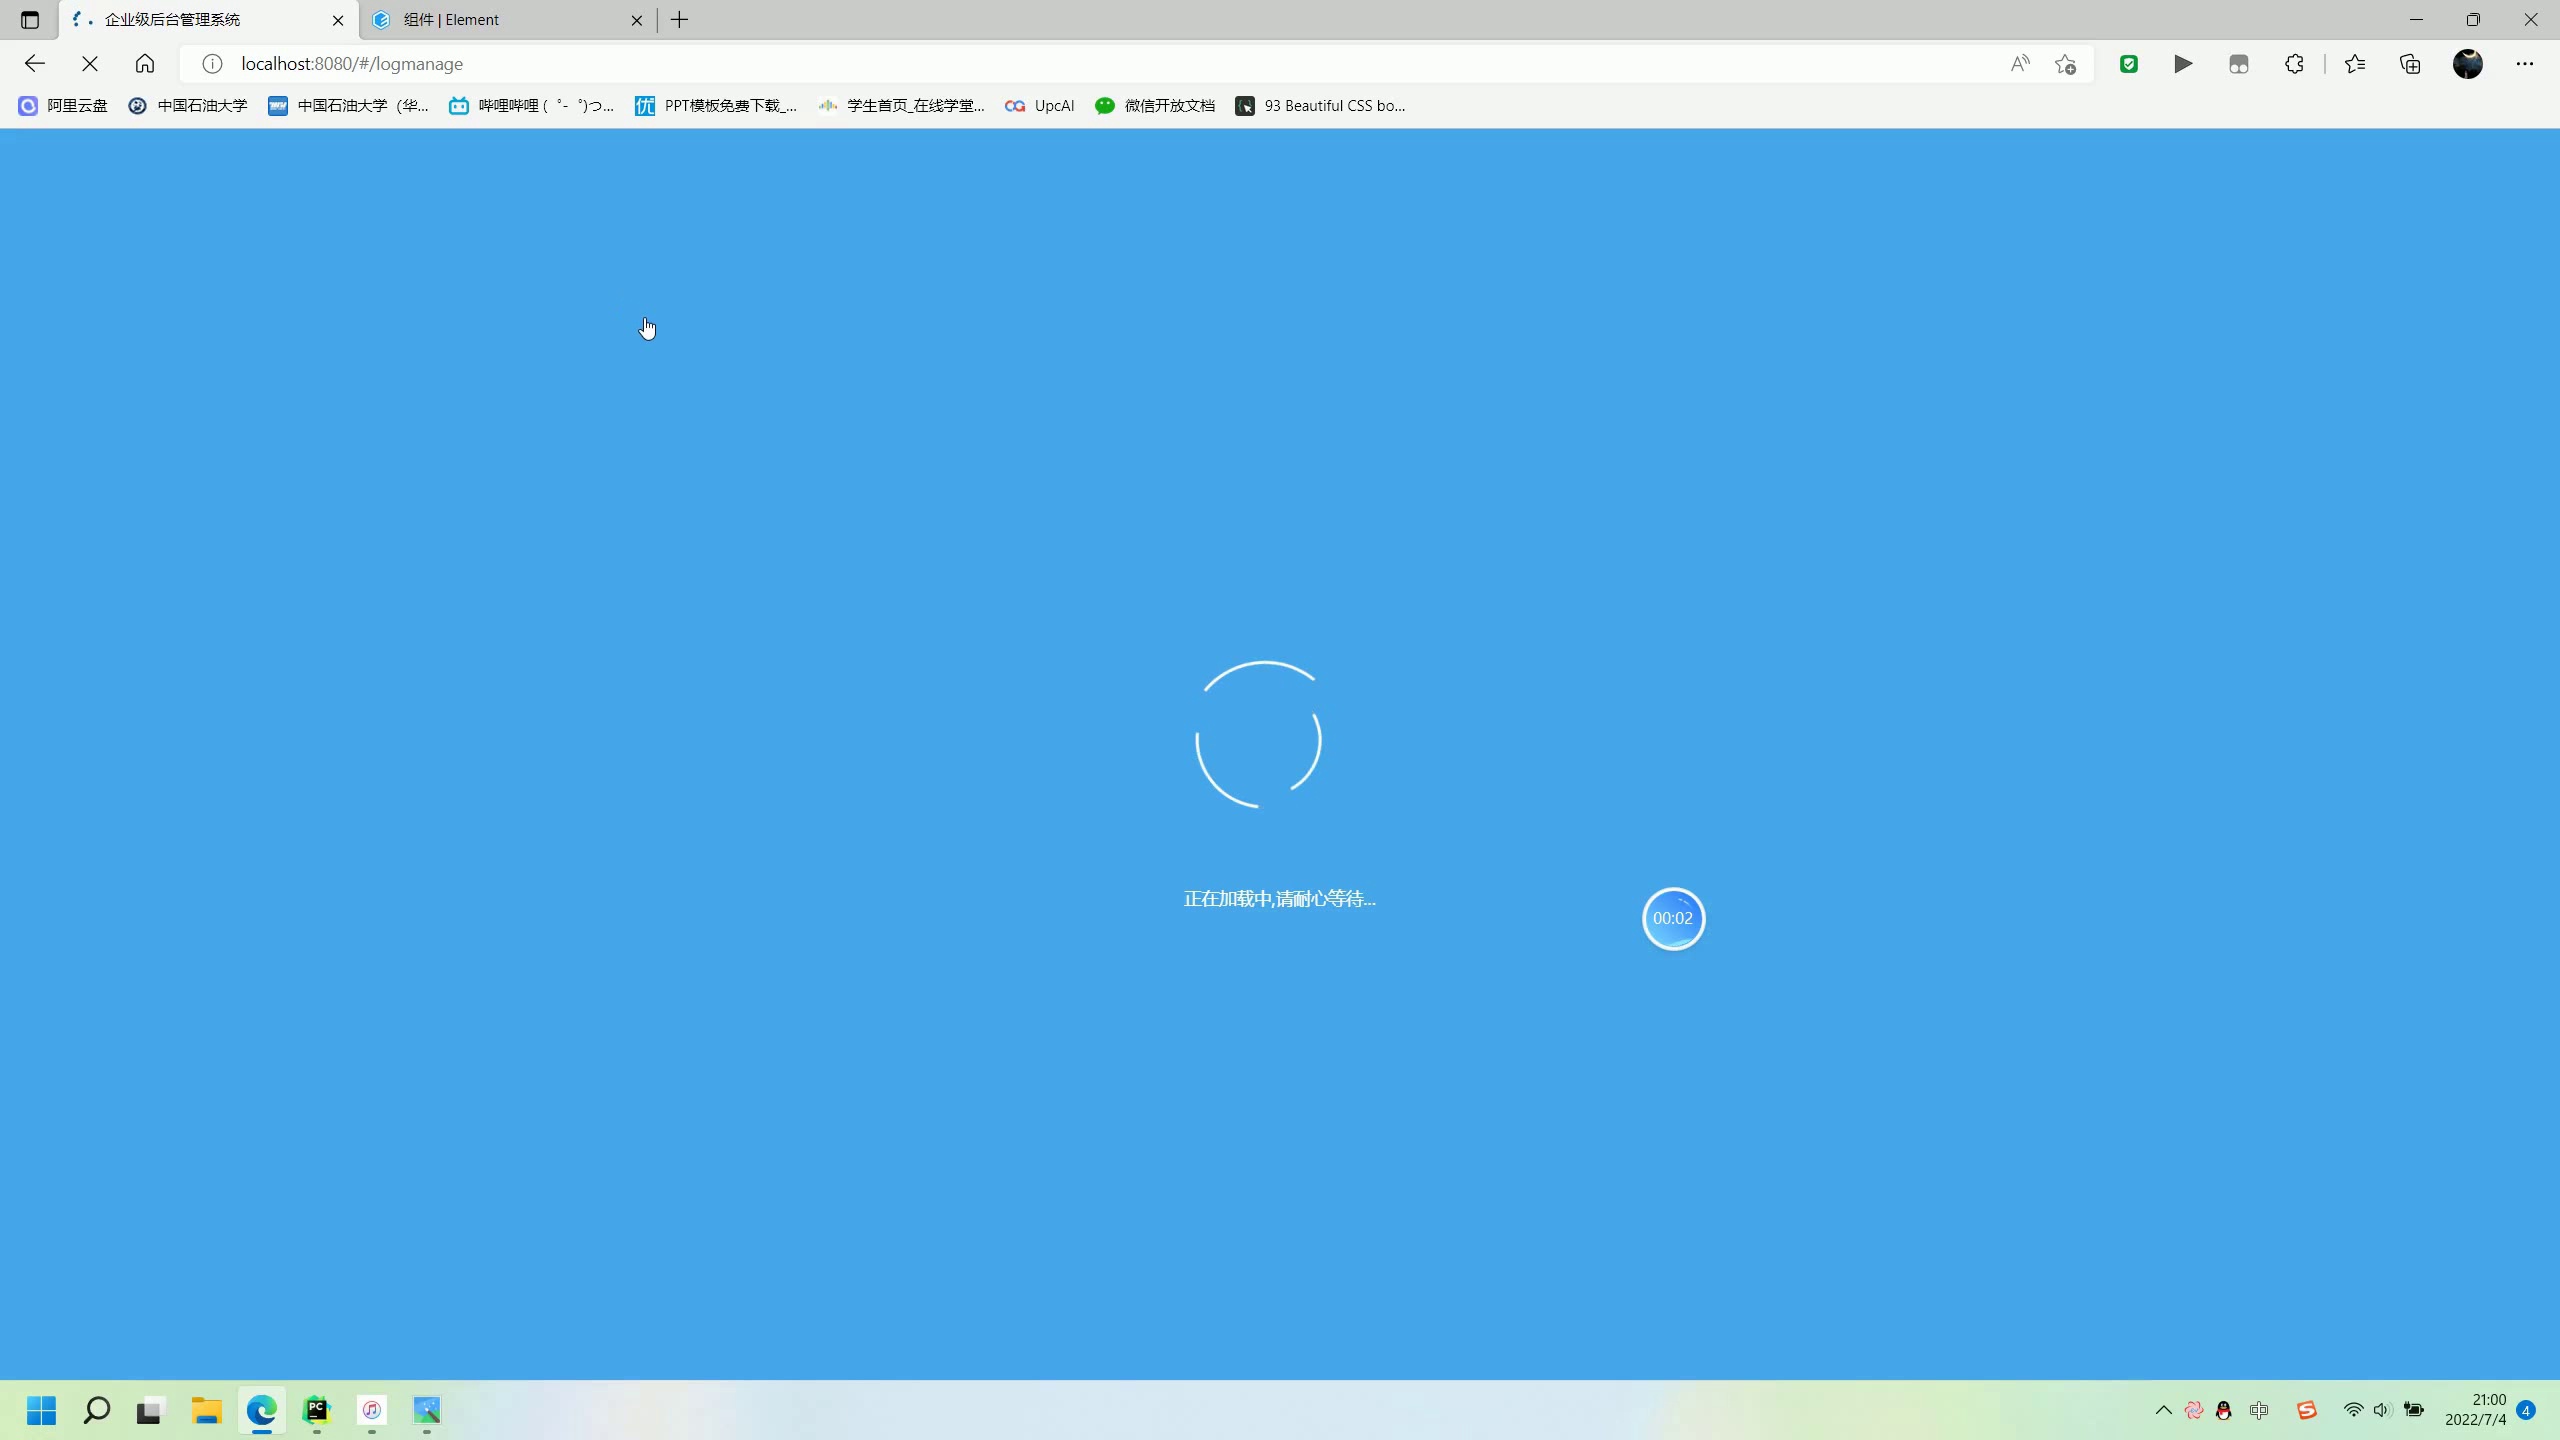 企业级后台管理系统
组件 | Element
localhost:8080/#/logmanage
阿里云盘
中国石油大学
中国石油大学（华...
哔哩哔哩 ( ゜- ゜)つ...
PPT模板免费下载_...
学生首页_在线学堂...
UpcAI
微信开放文档
93 Beautiful CSS bo...
正在加载中,请耐心等待...
00:02
PC
中
21:00
2022/7/4
4